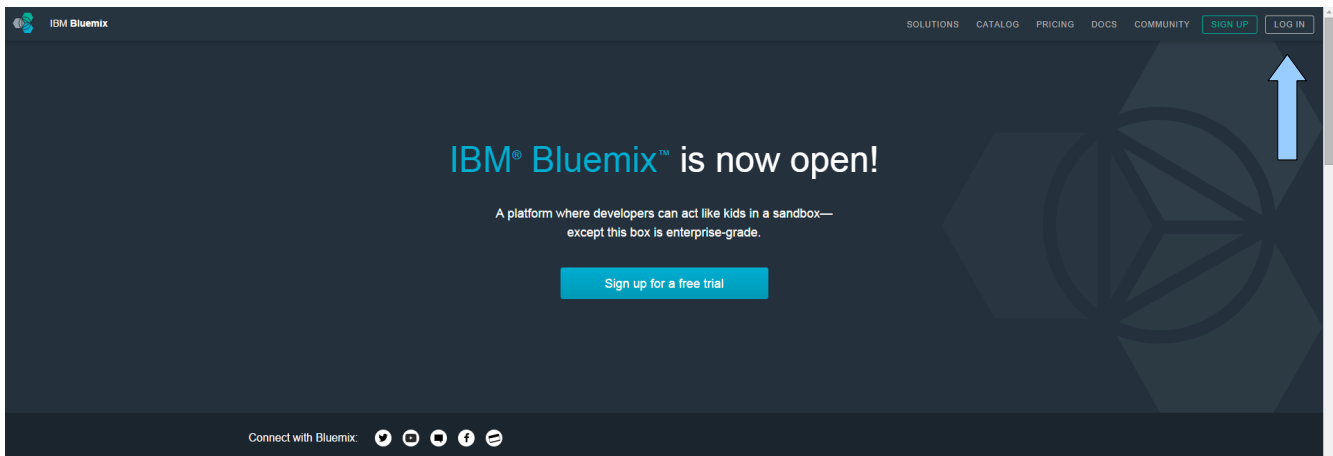 IBM Bluemix
SOLUTIONS CATALOG PRICING DOCS COMMUNITY SIGN UP LOG IN
IBM® Bluemix™ is now open!
A platform where developers can act like kids in a sandbox—
except this box is enterprise-grade.
Sign up for a free trial
Connect with Bluemix: